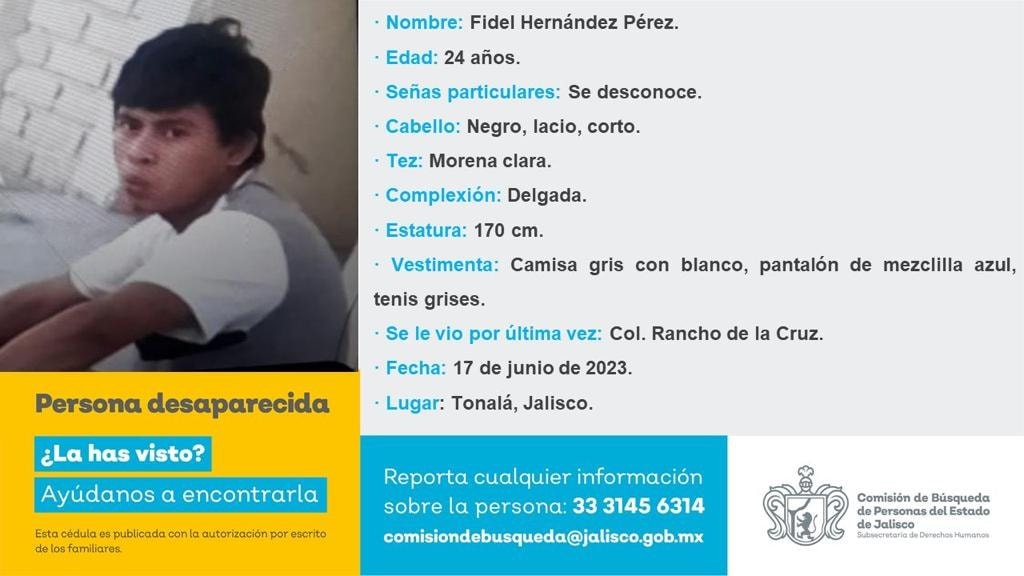 · Nombre: Fidel Hernández Pérez.
· Edad: 24 años.
· Señas particulares: Se desconoce.
· Cabello: Negro, lacio, corto.
· Tez: Morena clara.
· Complexión: Delgada.
· Estatura: 170 cm.
· Vestimenta: Camisa gris con blanco, pantalón de mezclilla azul,
tenis grises.
· Se le vio por última vez: Col. Rancho de la Cruz.
· Fecha: 17 de junio de 2023.
· Lugar: Tonalá, Jalisco.
Persona desaparecida
¿La has visto?
Ayúdanos a encontrarla
Esta cédula es publicada con la autorización por escrito
de los familiares.
Reporta cualquier información
sobre la persona: 33 3145 6314
comisiondebusqueda@jalisco.gob.mx
Comisión de Búsqueda
de Personas del Estado
de Jalisco
Subsecretaría de Derechos Humanos